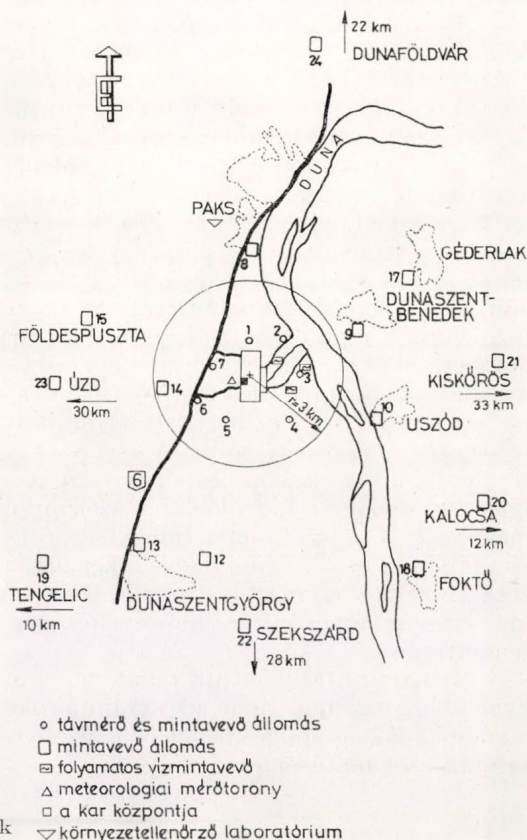 22 km
24
DUNAFÖLDVÁR
DUNA
PAKS
8
GÉDERLAK
17
DUNASZENT-
BENEDEK
9
15
FÖLDESPUSZTA
1
2
7
3
21
KISKŐRÖS
33 km
23 ÚZD
30 km
14
6
5
4
r=3 km
10
USZÓD
6
20
KALOCSA
12 km
13
12
19
TENGELIC
10 km
18
FOKTŐ
DUNASZENTGYÖRGY
22 SZEKSZÁRD
28 km
távmérő és mintavevő állomás
mintavevő állomás
folyamatos vízmintavevő
meteorologiai mérőtorony
a kar központja
környezetellenőrző laboratórium
k